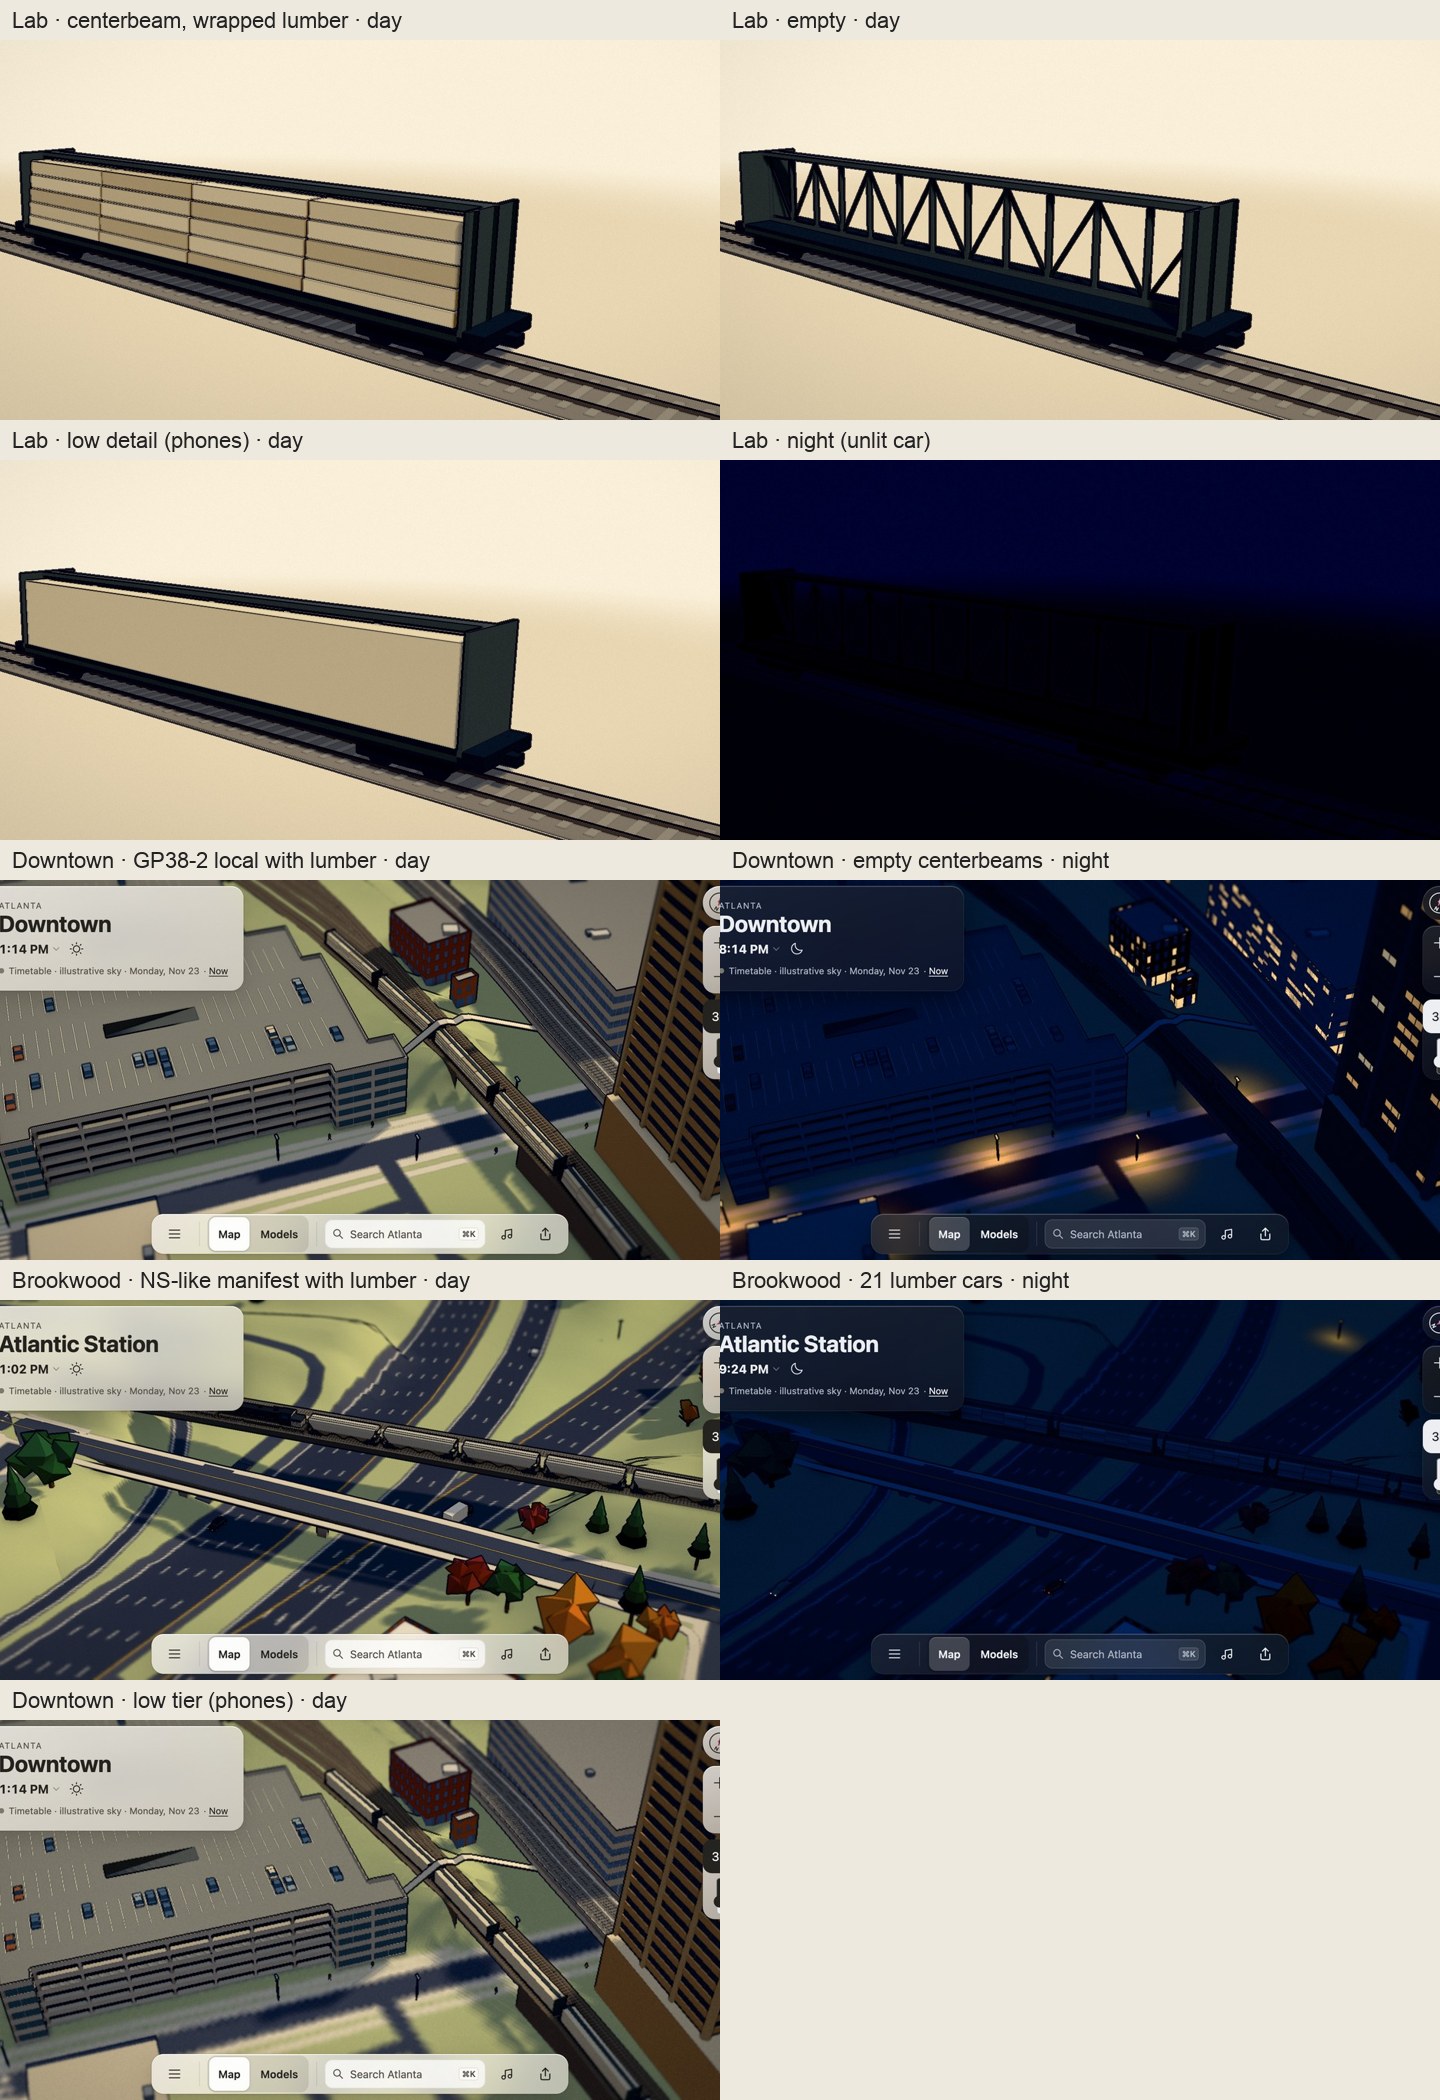 Lab · centerbeam, wrapped lumber · day
Lab · empty · day
Lab · low detail (phones) · day
Lab · night (unlit car)
Downtown · GP38-2 local with lumber · day
ATLANTA
Downtown
1:14 PM
Timetable · illustrative sky · Monday, Nov 23 · Now
3
Map Models Search Atlanta ⌘K
Downtown · empty centerbeams · night
ATLANTA
Downtown
8:14 PM
Timetable · illustrative sky · Monday, Nov 23 · Now
3
Map Models Search Atlanta ⌘K
Brookwood · NS-like manifest with lumber · day
ATLANTA
Atlantic Station
1:02 PM
Timetable · illustrative sky · Monday, Nov 23 · Now
3
Map Models Search Atlanta ⌘K
Brookwood · 21 lumber cars · night
ATLANTA
Atlantic Station
9:24 PM
Timetable · illustrative sky · Monday, Nov 23 · Now
3
Map Models Search Atlanta ⌘K
Downtown · low tier (phones) · day
ATLANTA
Downtown
1:14 PM
Timetable · illustrative sky · Monday, Nov 23 · Now
3
Map Models Search Atlanta ⌘K